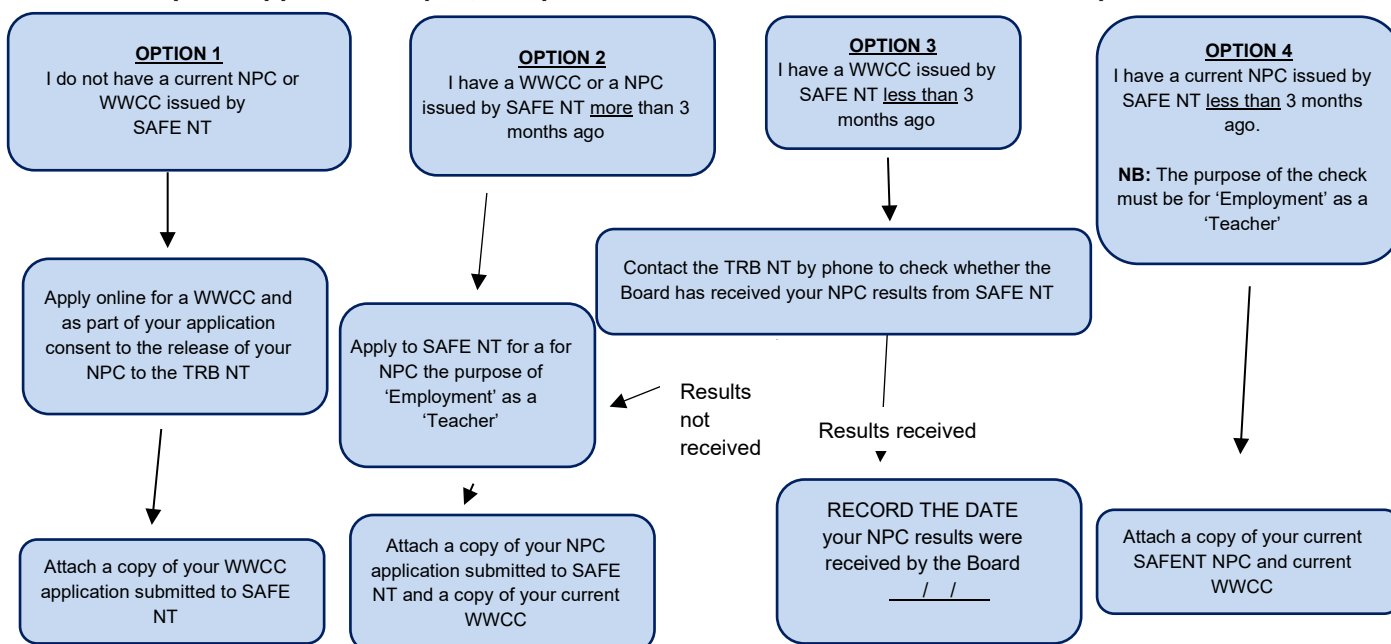 OPTION 1
I do not have a current NPC or
WWCC issued by
SAFE NT
OPTION 2
I have a WWCC or a NPC
issued by SAFE NT more than 3
months ago
OPTION 3
I have a WWCC issued by
SAFE NT less than 3
months ago
OPTION 4
I have a current NPC issued by
SAFE NT less than 3 months
ago.
NB: The purpose of the check
must be for ‘Employment’ as a
‘Teacher’
Apply online for a WWCC and
as part of your application
consent to the release of your
NPC to the TRB NT
Apply to SAFE NT for a for
NPC the purpose of
‘Employment’ as a
‘Teacher’
Contact the TRB NT by phone to check whether the
Board has received your NPC results from SAFE NT
Results
not
received
Results received
Attach a copy of your WWCC
application submitted to SAFE
NT
Attach a copy of your NPC
application submitted to SAFE
NT and a copy of your current
WWCC
RECORD THE DATE
your NPC results were
received by the Board
/ /
Attach a copy of your current
SAFENT NPC and current
WWCC